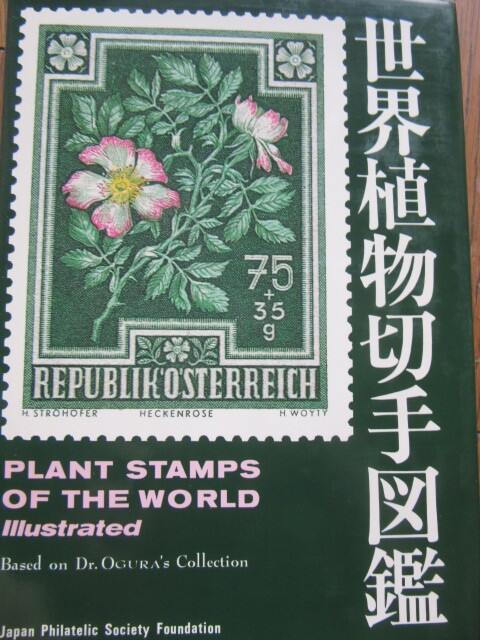 世界植物切手図鑑
75
+
35
g
REPUBLIK ÖSTERREICH
H. STROHOFER HECKENROSE H. WOYTY
PLANT STAMPS
OF THE WORLD
Illustrated
Based on Dr. OGURA's Collection
Japan Philatelic Society Foundation